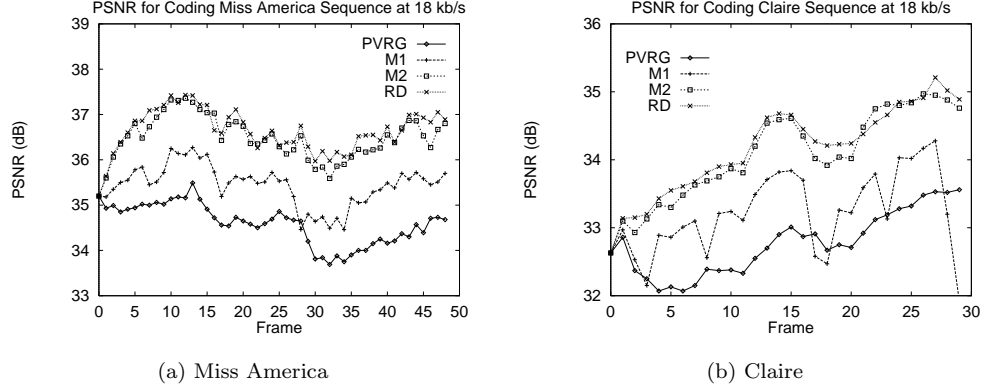 PSNR for Coding Miss America Sequence at 18 kb/s
39
38
37
36
35
34
33
PSNR (dB)
PVRG
M1
M2
RD
0 5 10 15 20 25 30 35 40 45 50
Frame
(a) Miss America
PSNR for Coding Claire Sequence at 18 kb/s
36
35
34
33
32
PSNR (dB)
PVRG
M1
M2
RD
0 5 10 15 20 25 30
Frame
(b) Claire